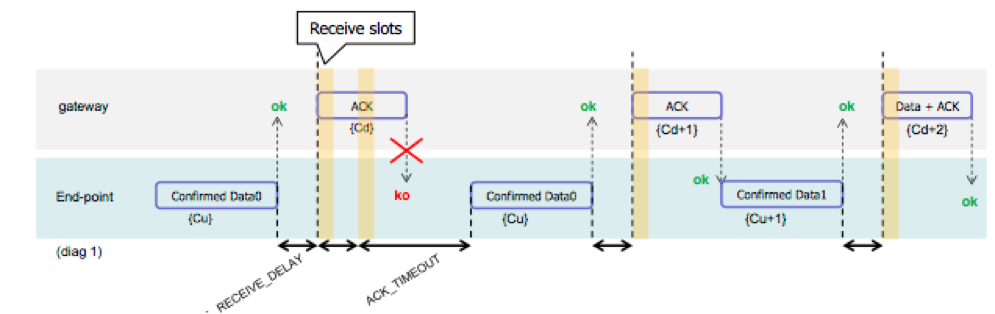 Receive slots
gateway
ok
ACK
{Cd}
ok
ACK
{Cd+1}
ok
Data + ACK
{Cd+2}
End-point
Confirmed Data0
{Cu}
ko
Confirmed Data0
{Cu}
ok
Confirmed Data1
{Cu+1}
ok
(diag 1)
RECEIVE_DELAY
ACK_TIMEOUT